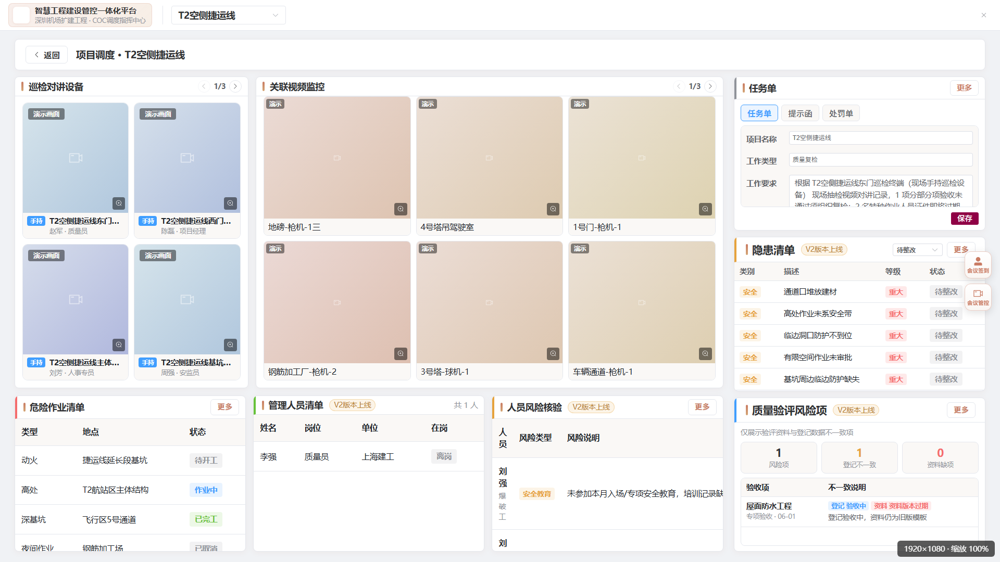 智慧工程建设管控一体化平台
深圳机场扩建工程 · COC调度指挥中心
T2空侧捷运线
返回
项目调度 • T2空侧捷运线
巡检对讲设备
1/3
演示画面
手持 T2空侧捷运线东门...
赵军 · 质量员
演示画面
手持 T2空侧捷运线西门...
陈磊 · 项目经理
演示画面
手持 T2空侧捷运线主体...
刘芳 · 人事专员
演示画面
手持 T2空侧捷运线基坑...
周强 · 安监员
关联视频监控
1/3
演示
地磅-枪机-1三
演示
4号塔吊驾驶室
演示
1号门-枪机-1
演示
钢筋加工厂-枪机-2
演示
3号塔-球机-1
演示
车辆通道-枪机-1
任务单
更多
任务单 提示函 处罚单
项目名称 T2空侧捷运线
工作类型 质量复检
工作要求 根据 T2空侧捷运线东门巡检终端（现场手持巡检设
备） 现场抽检视频对讲记录，1 项分部分项验收未
通过须组织复检；2 名特种作业人员证件即将过期
保存
隐患清单 V2版本上线 待整改 更多
类别 描述 等级 状态
安全 通道口堆放建材 重大 待整改
安全 高处作业未系安全带 重大 待整改
安全 临边洞口防护不到位 重大 待整改
安全 有限空间作业未审批 重大 待整改
安全 基坑周边临边防护缺失 重大 待整改
会议签到
会议管控
危险作业清单 更多
类型 地点 状态
动火 捷运线延长段基坑 待开工
高处 T2航站区主体结构 作业中
深基坑 飞行区5号通道 已完工
夜间作业 钢筋加工场 已取消
管理人员清单 V2版本上线 共 1 人
姓名 岗位 单位 在岗
李强 质量员 上海建工 离岗
人员风险核验 V2版本上线 更多
人员 风险类型 风险说明
刘强 爆破工 安全教育 未参加本月入场/专项安全教育，培训记录缺
刘
质量验评风险项 V2版本上线 更多
仅展示验评资料与登记数据不一致项
1 风险项
1 登记不一致
0 资料缺项
验收项 不一致说明
屋面防水工程 登记 验收中 资料 资料版本过期
专项验收 · 06-01 登记验收中，资料仍为旧版模板
1920×1080 · 缩放 100%